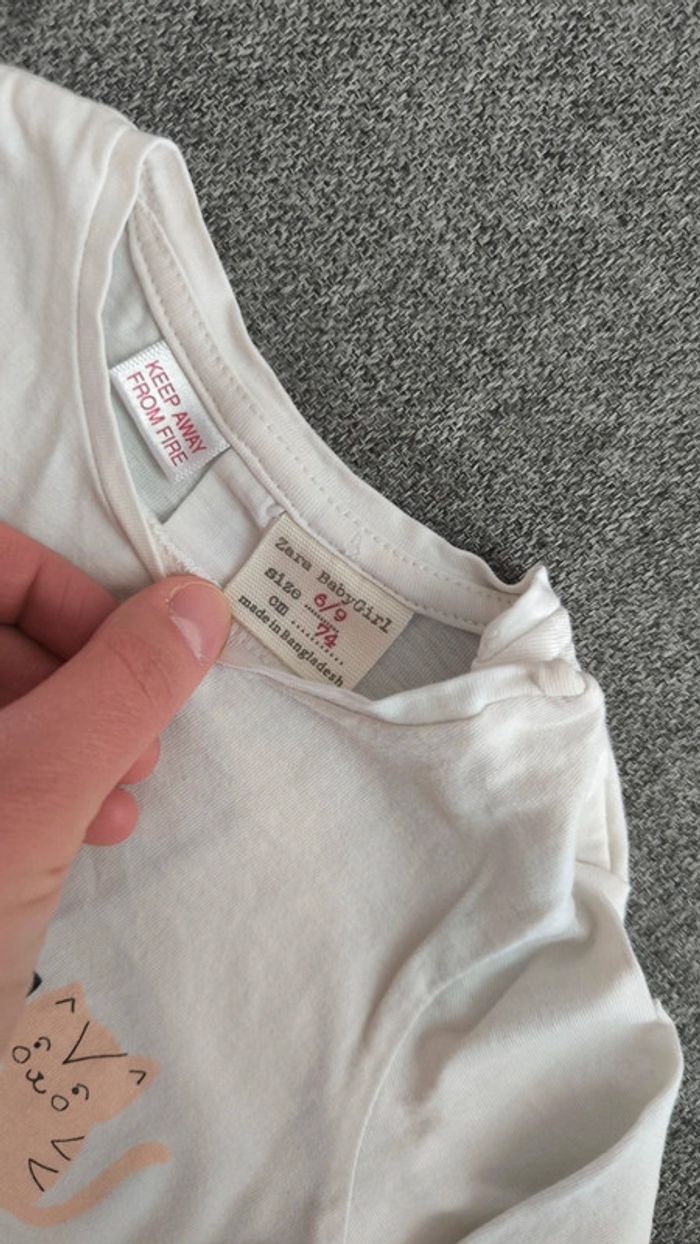 KEEP AWAY
FROM FIRE
Zara BabyGirl
size 6/9
cm 74
made in Bangladesh